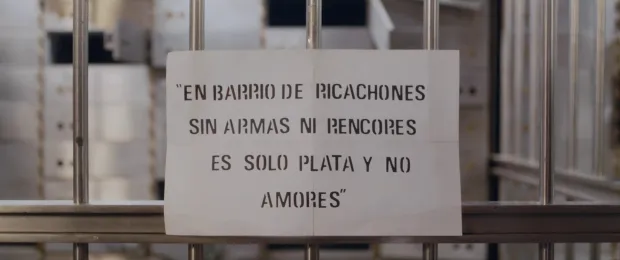 "EN BARRIO DE RICACHONES
SIN ARMAS NI RENCORES
ES SOLO PLATA Y NO
AMORES"